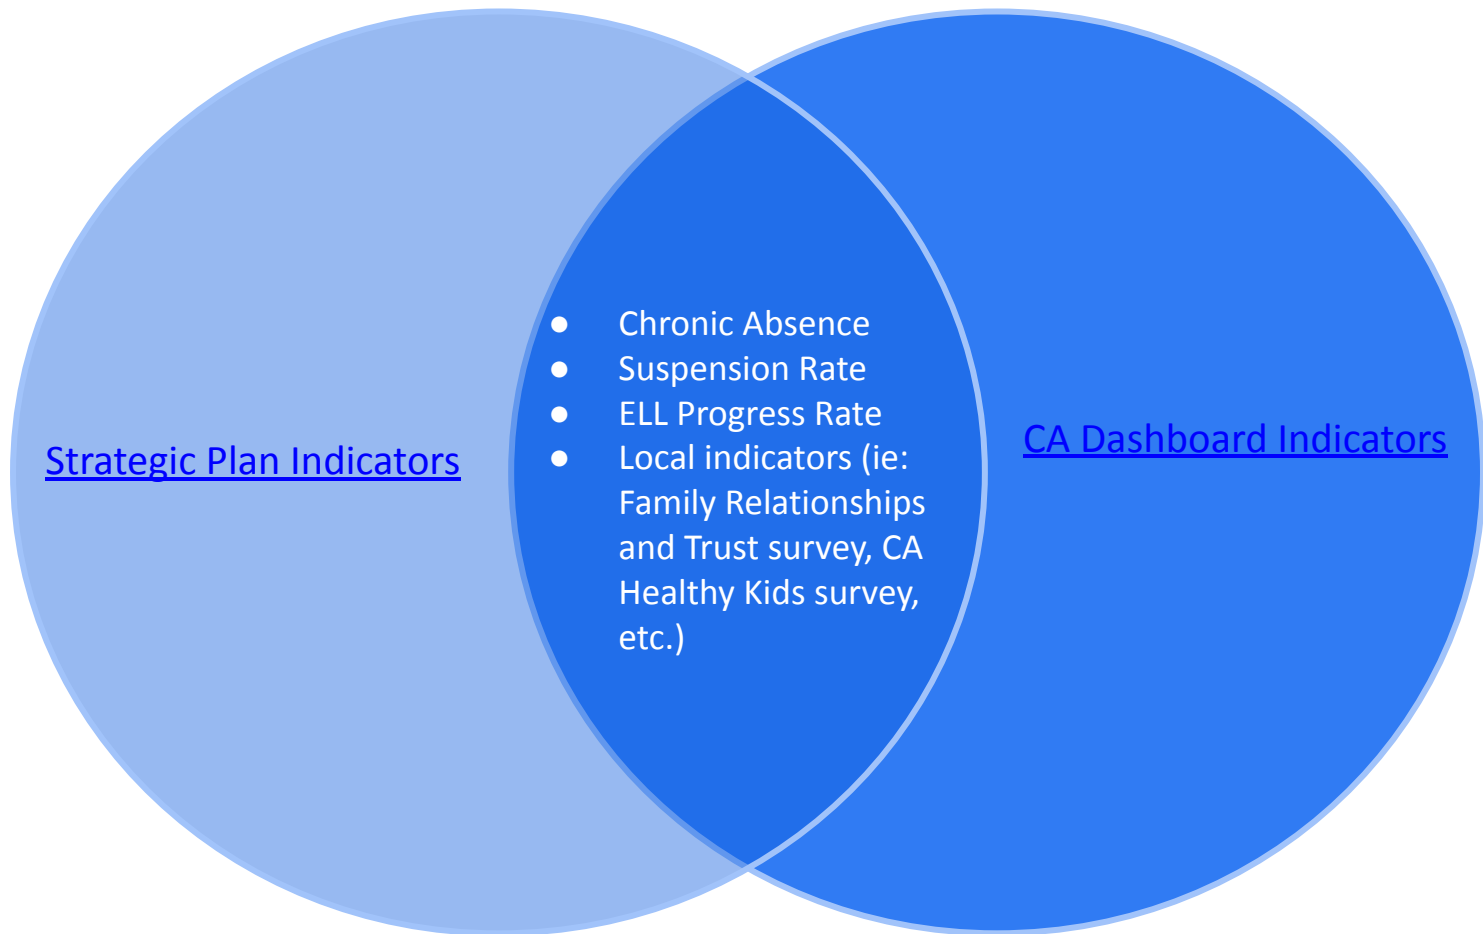 Strategic Plan Indicators
● Chronic Absence
● Suspension Rate
● ELL Progress Rate
● Local indicators (ie:
Family Relationships
and Trust survey, CA
Healthy Kids survey,
etc.)
CA Dashboard Indicators